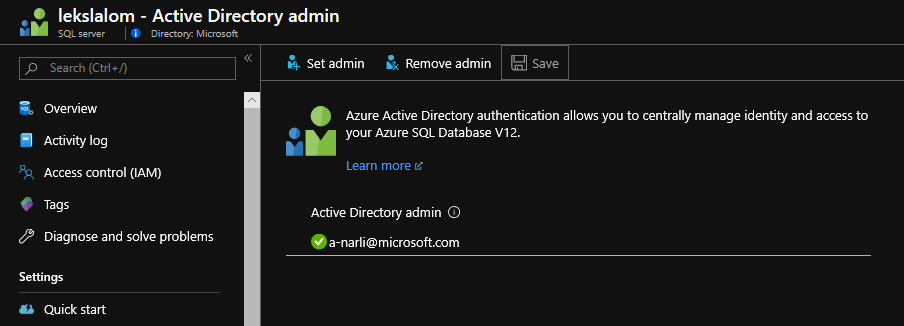 lekslalom - Active Directory admin
SQL server
Directory: Microsoft
Search (Ctrl+/)
Overview
Activity log
Access control (IAM)
Tags
Diagnose and solve problems
Settings
Quick start
Set admin
Remove admin
Save
Azure Active Directory authentication allows you to centrally manage identity and access to
your Azure SQL Database V12.
Learn more
Active Directory admin
a-narli@microsoft.com